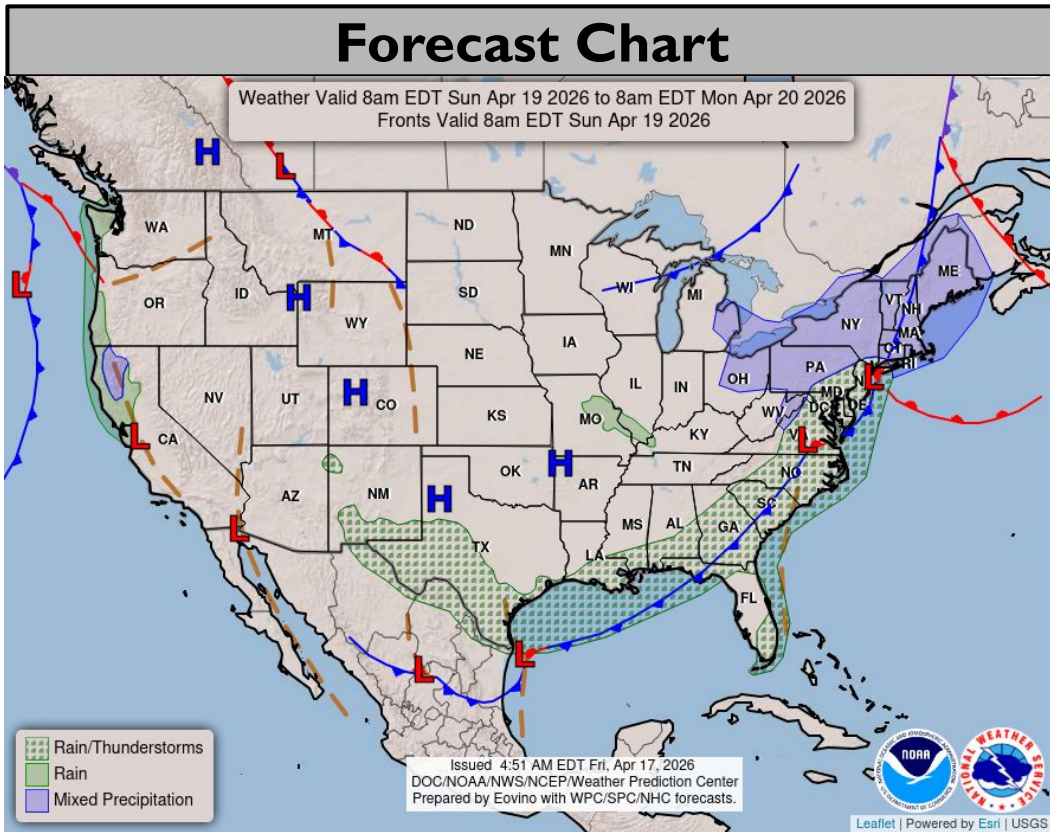 Forecast Chart
Weather Valid 8am EDT Sun Apr 19 2026 to 8am EDT Mon Apr 20 2026
Fronts Valid 8am EDT Sun Apr 19 2026
H
L
WA
MT
ND
MN
ME
VT
NH
L
OR
ID
H
WY
SD
WI
MI
NY
MA
CT
RI
NV
UT
H
CO
NE
IA
IL
IN
OH
PA
L
MD
DC
DE
WV
L
CA
KS
MO
KY
AZ
NM
H
OK
H
AR
TN
NC
SC
L
TX
LA
MS
AL
GA
FL
L
L
Rain/Thunderstorms
Rain
Mixed Precipitation
Issued 4:51 AM EDT Fri, Apr 17, 2026
DOC/NOAA/NWS/NCEP/Weather Prediction Center
Prepared by Eovino with WPC/SPC/NHC forecasts.
NOAA
NATIONAL WEATHER SERVICE
Leaflet | Powered by Esri | USGS